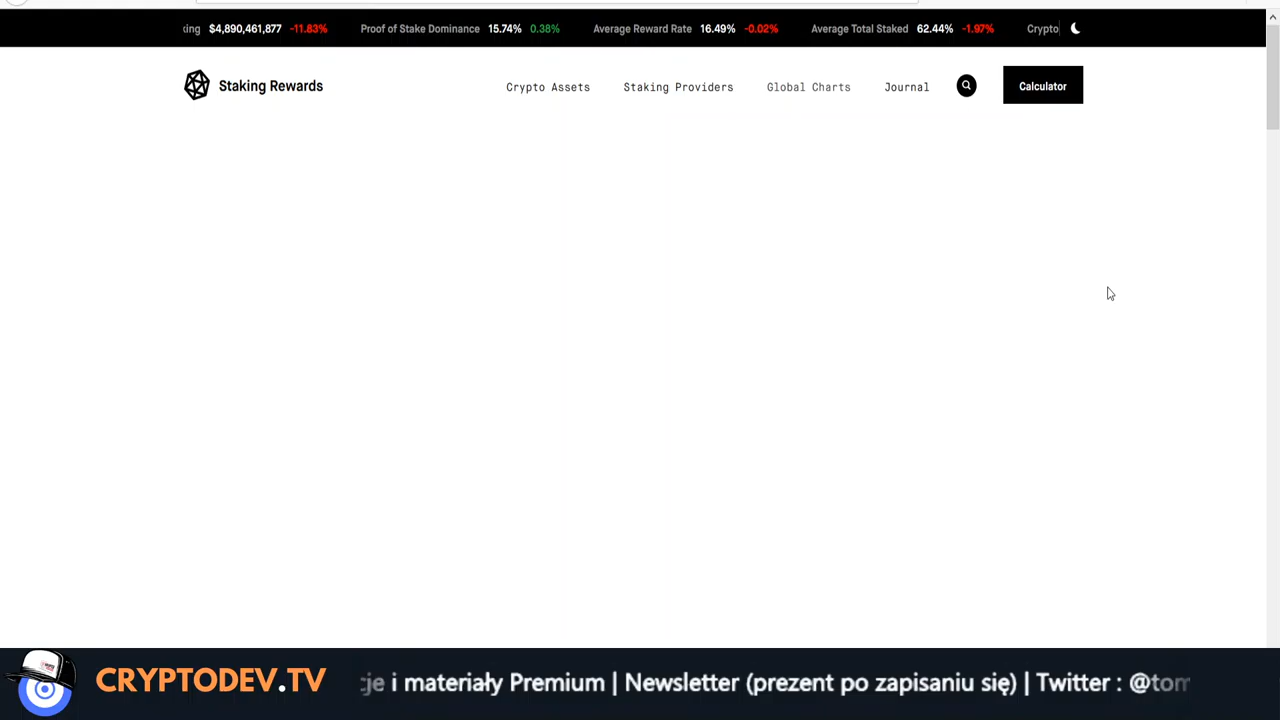 $4,890,461,877 -11.83% Proof of Stake Dominance 15.74% 0.38% Average Reward Rate 16.49% -0.02% Average Total Staked 62.44% -1.97% Crypto
Staking Rewards Crypto Assets Staking Providers Global Charts Journal Calculator
CRYPTODEV.TV i materiały Premium | Newsletter (prezent po zapisaniu się) | Twitter : @tom